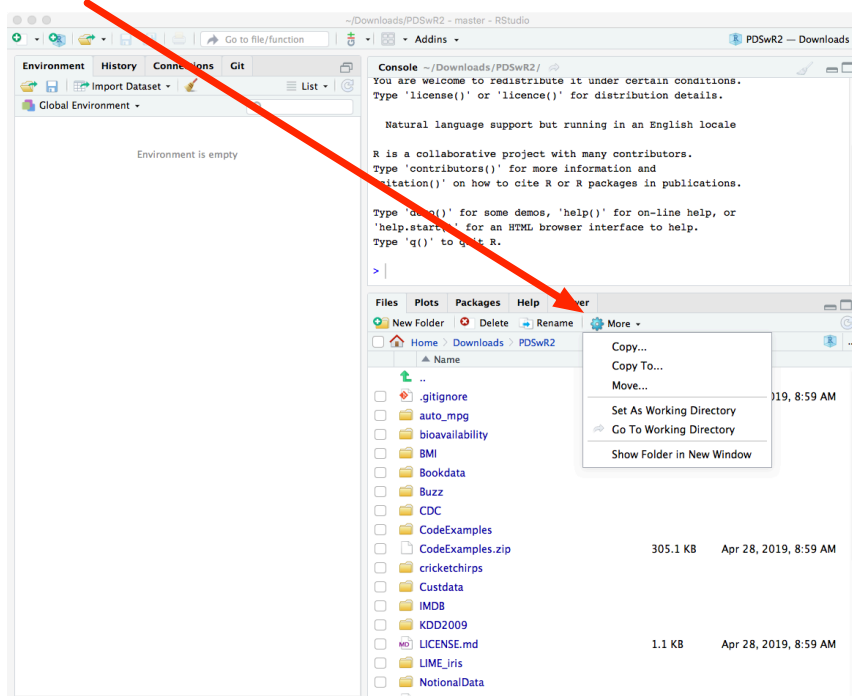 ~/Downloads/PDSwR2 - master - RStudio
Go to file/function
Addins
PDSwR2 — Downloads
Environment History Connections Git
Import Dataset
List
Global Environment
Environment is empty
Console ~/Downloads/PDSwR2/
You are welcome to redistribute it under certain conditions.
Type 'license()' or 'licence()' for distribution details.
Natural language support but running in an English locale
R is a collaborative project with many contributors.
Type 'contributors()' for more information and
'citation()' on how to cite R or R packages in publications.
Type 'demo()' for some demos, 'help()' for on-line help, or
'help.start()' for an HTML browser interface to help.
Type 'q()' to quit R.
>
Files Plots Packages Help Viewer
New Folder Delete Rename More
Home > Downloads > PDSwR2
..
Name
Copy...
Copy To...
Move...
Set As Working Directory
Go To Working Directory
Show Folder in New Window
..
.gitignore 019, 8:59 AM
auto_mpg
bioavailability
BMI
Bookdata
Buzz
CDC
CodeExamples
CodeExamples.zip 305.1 KB Apr 28, 2019, 8:59 AM
cricketchirps
Custdata
IMDB
KDD2009
MD LICENSE.md 1.1 KB Apr 28, 2019, 8:59 AM
LIME_iris
NotionalData